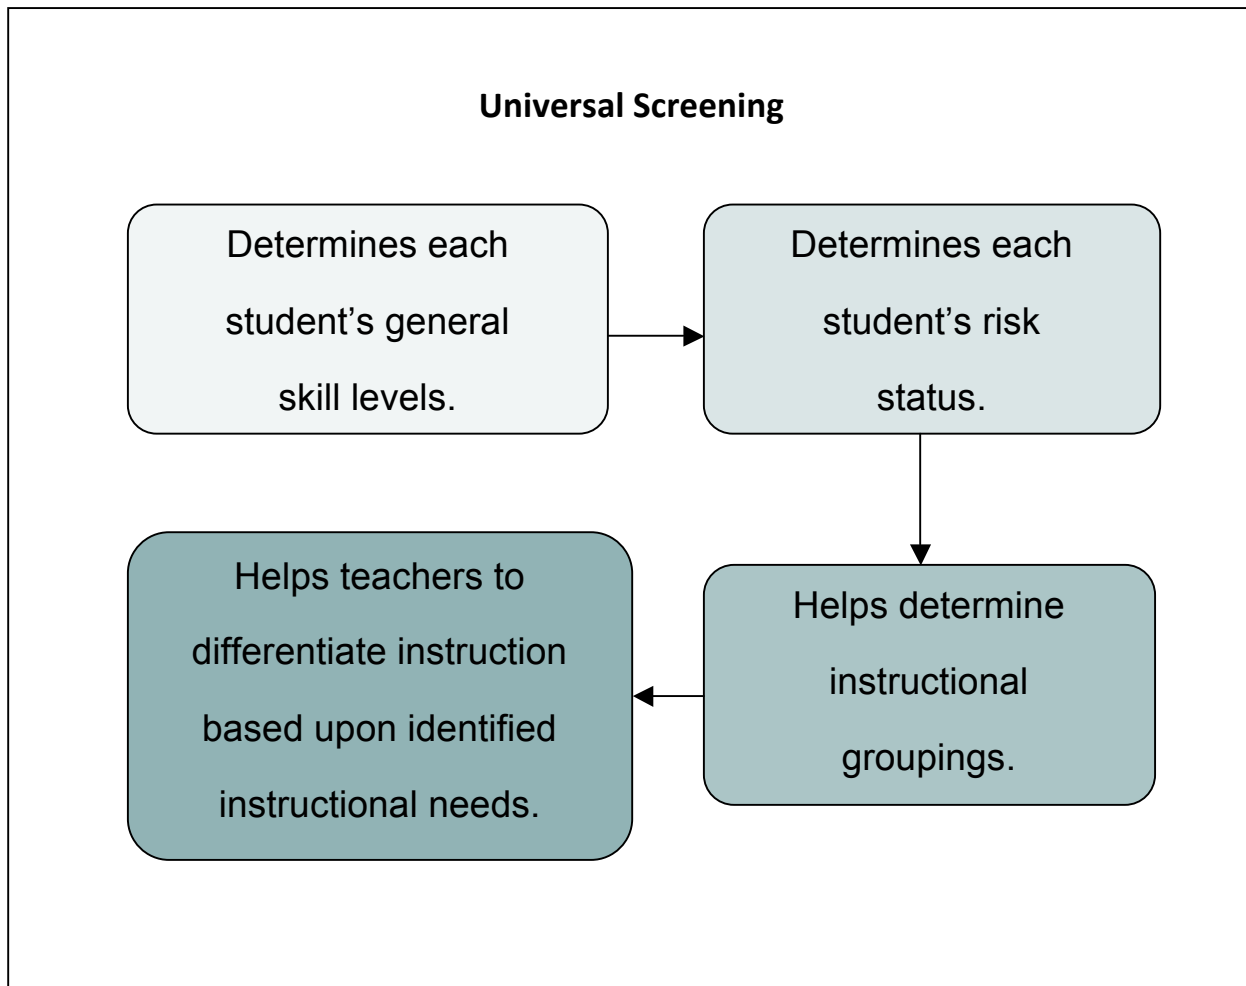 Universal Screening
Determines each
student’s general
skill levels.
Determines each
student’s risk
status.
Helps determine
instructional
groupings.
Helps teachers to
differentiate instruction
based upon identified
instructional needs.